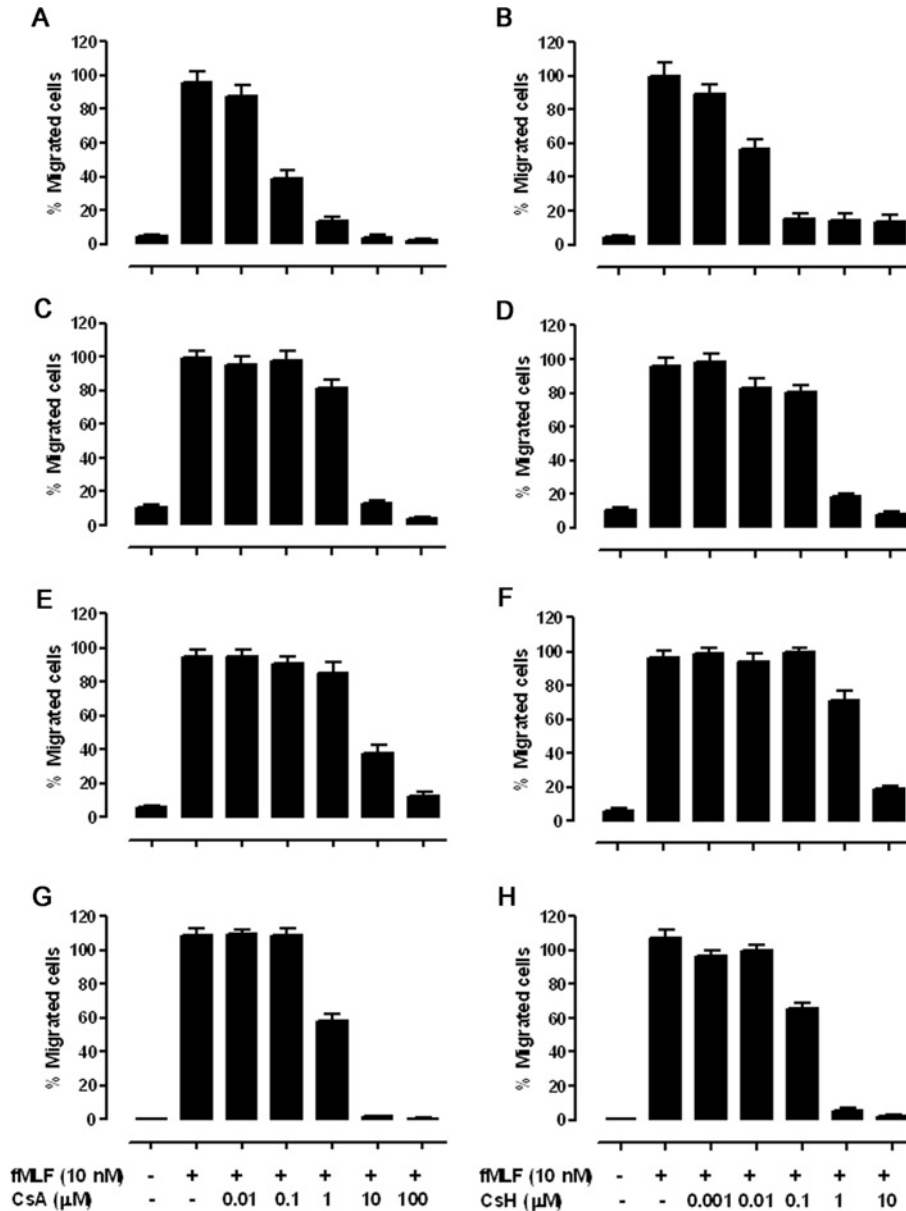 A
B
% Migrated cells
120
100
80
60
40
20
0
% Migrated cells
120
100
80
60
40
20
0
C
D
% Migrated cells
120
100
80
60
40
20
0
% Migrated cells
120
100
80
60
40
20
0
E
F
% Migrated cells
120
100
80
60
40
20
0
% Migrated cells
120
100
80
60
40
20
0
G
H
% Migrated cells
120
100
80
60
40
20
0
% Migrated cells
120
100
80
60
40
20
0
fMLF (10 nM) - + + + + + +
CsA (µM) - - 0.01 0.1 1 10 100
fMLF (10 nM) - + + + + + +
CsH (µM) - - 0.001 0.01 0.1 1 10